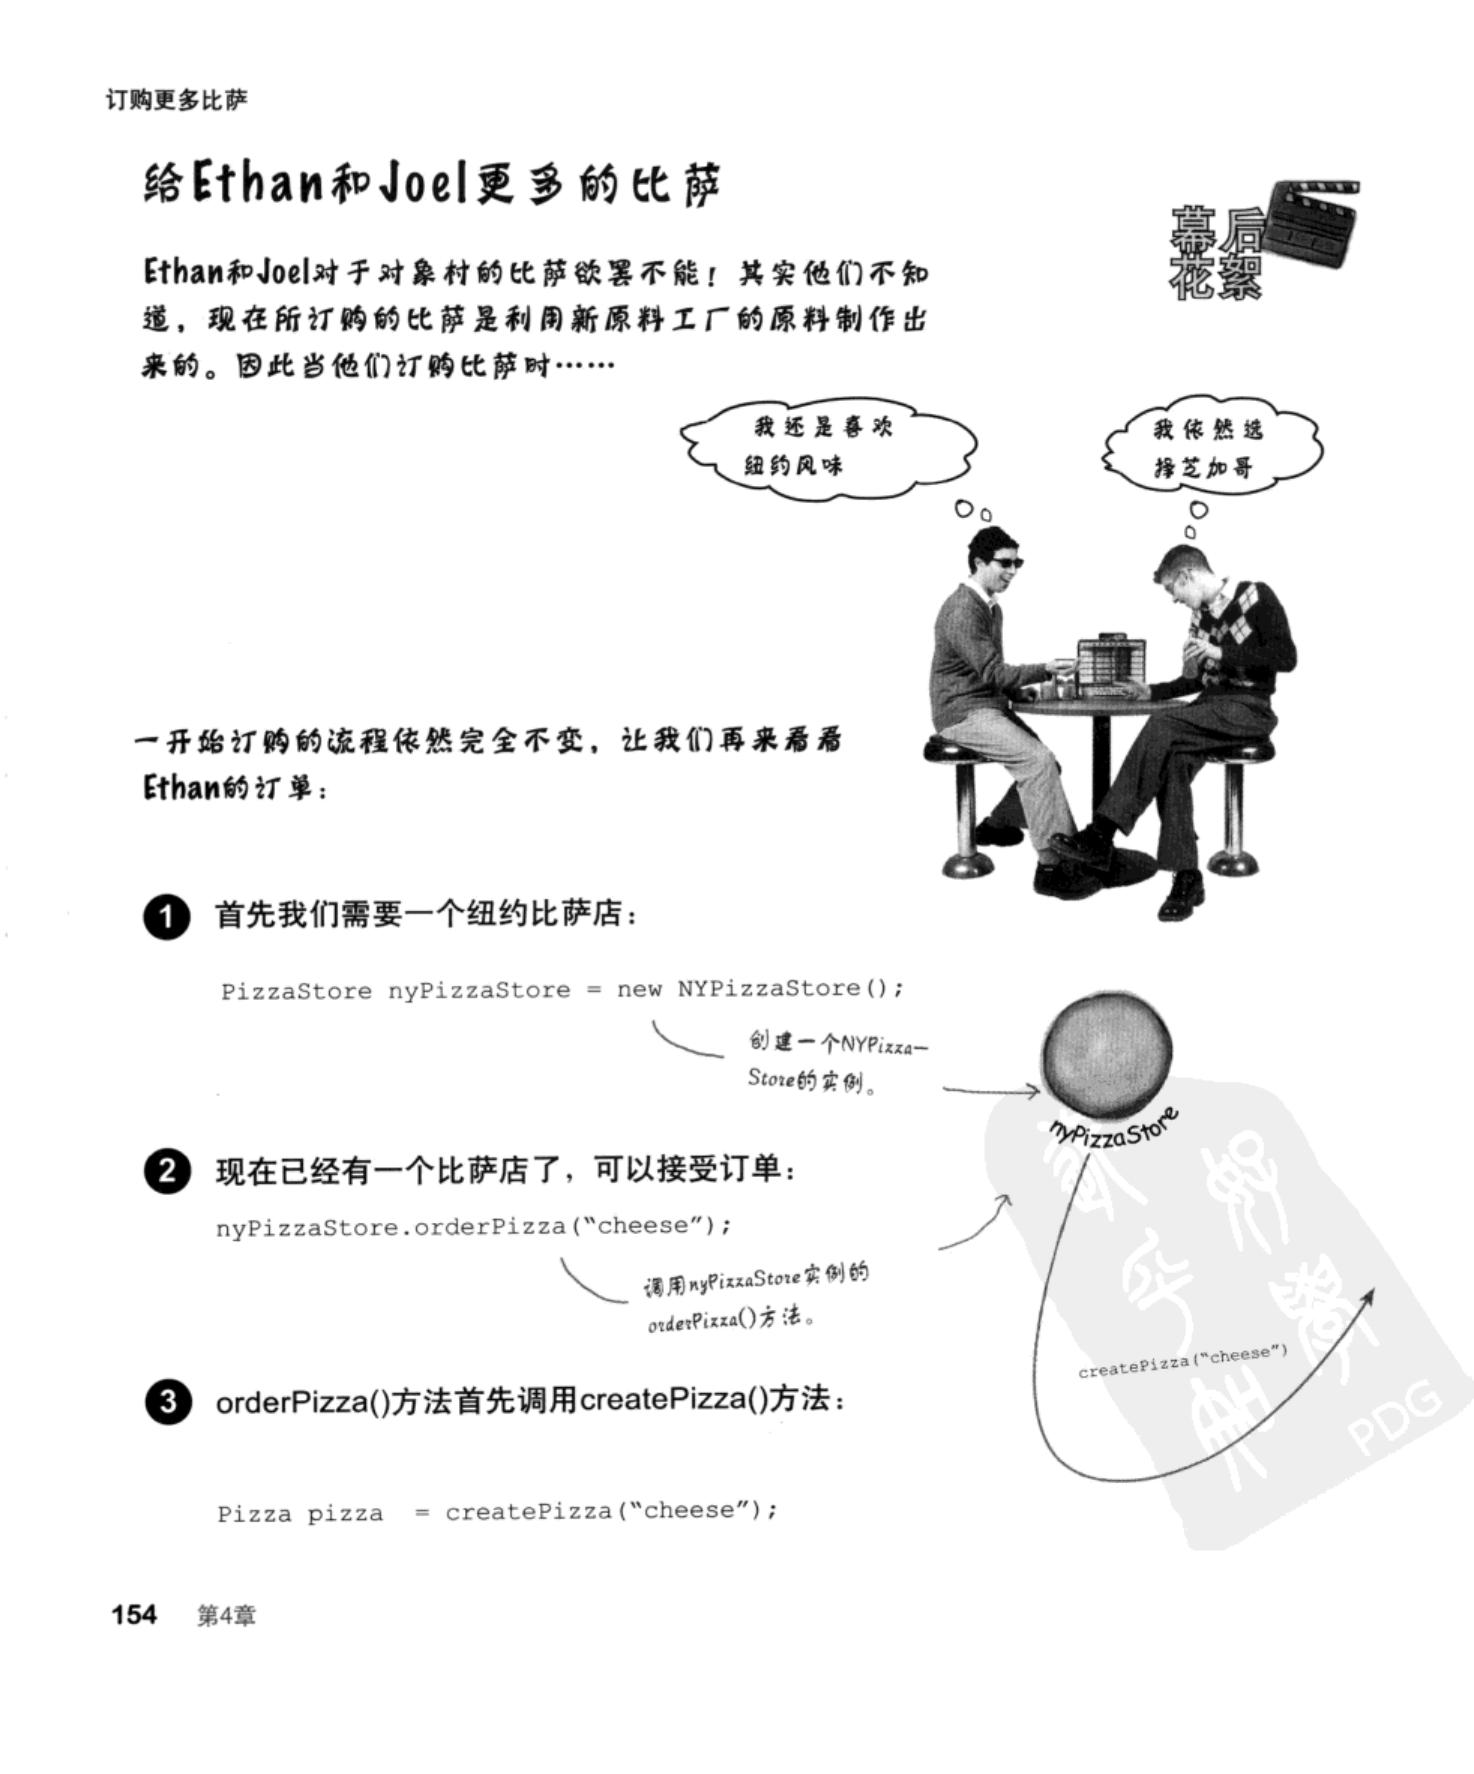 订购更多比萨
给Ethan和Joel更多的比萨
幕后
花絮
Ethan和Joel对于对象村的比萨欲罢不能！其实他们不知
道，现在所订购的比萨是利用新原料工厂的原料制作出
来的。因此当他们订购比萨时……
我还是喜欢
纽约风味
我依然选
择芝加哥
一开始订购的流程依然完全不变，让我们再来看看
Ethan的订单：
1 首先我们需要一个纽约比萨店：
PizzaStore nyPizzaStore = new NYPizzaStore();
创建一个NYPizza-
Store的实例。
nyPizzaStore
2 现在已经有一个比萨店了，可以接受订单：
nyPizzaStore.orderPizza("cheese");
调用nyPizzaStore实例的
orderPizza()方法。
createPizza("cheese")
3 orderPizza()方法首先调用createPizza()方法：
Pizza pizza = createPizza("cheese");
PDG
154 第4章